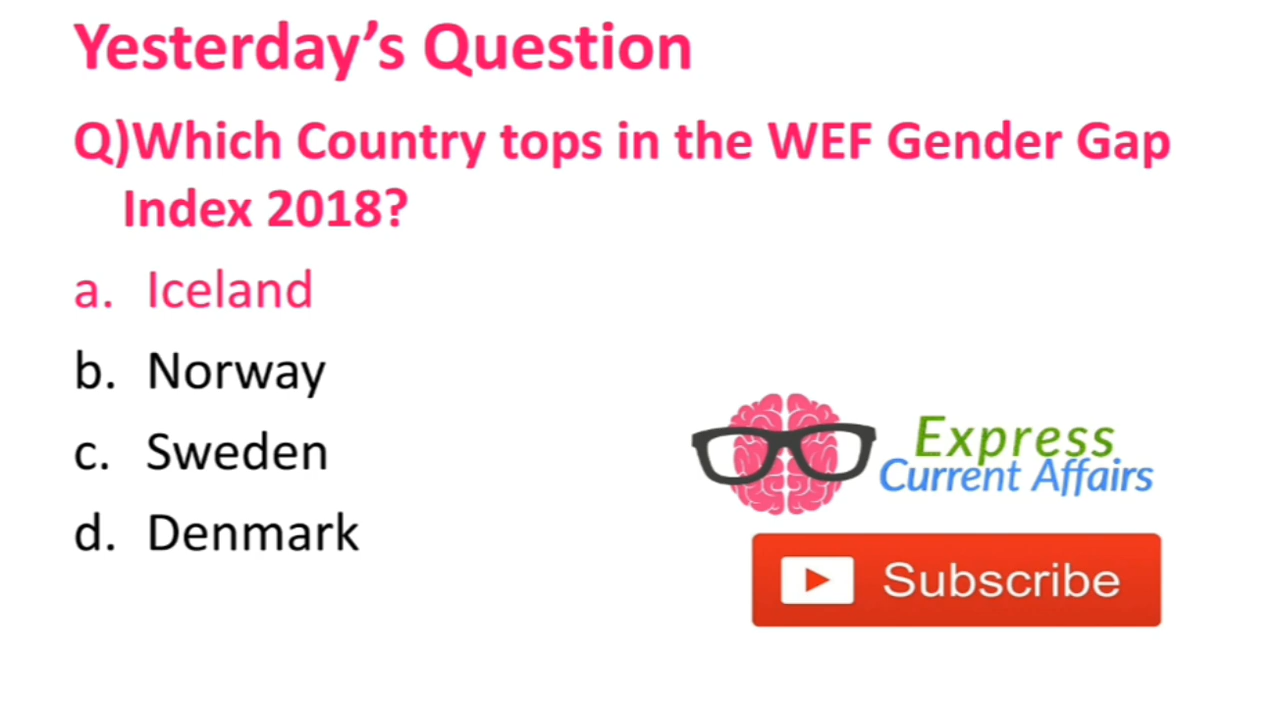 Yesterday’s Question
Q)Which Country tops in the WEF Gender Gap
Index 2018?
a. Iceland
b. Norway
c. Sweden
d. Denmark
Express
Current Affairs
Subscribe